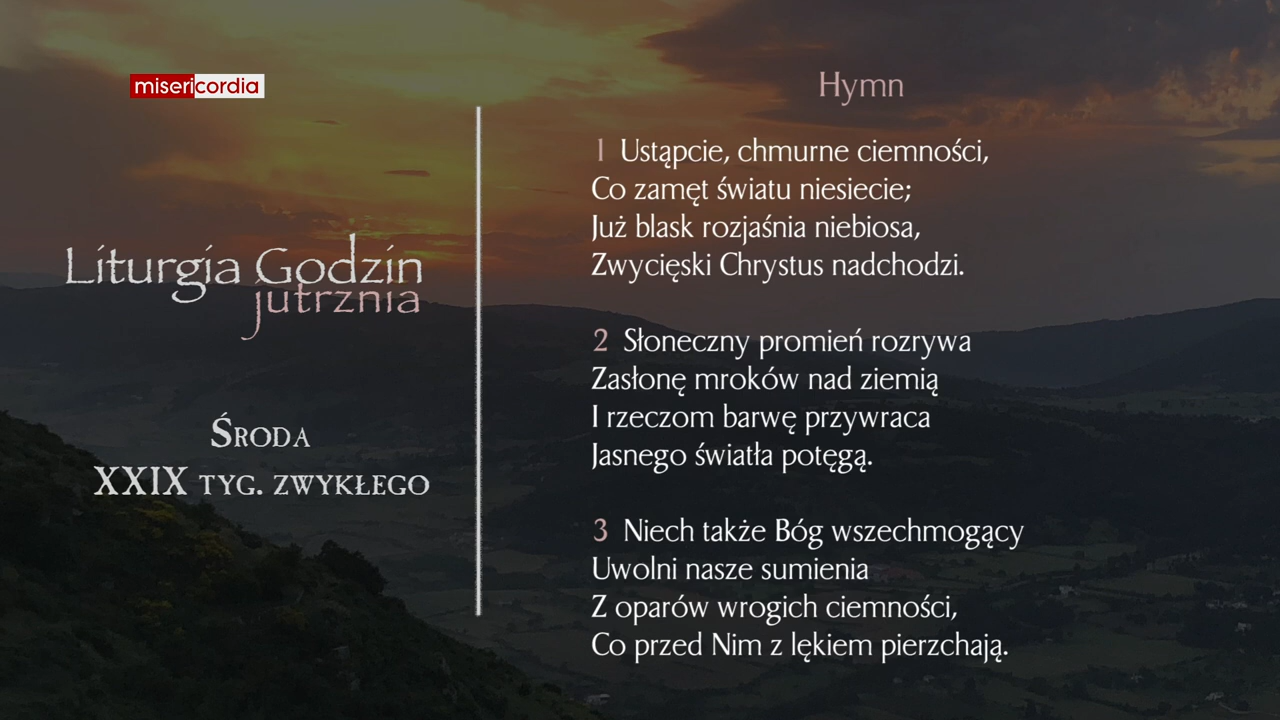 misericordia
Liturgia Godzin
jutrznia
Środa
XXIX tyg. zwykłego
Hymn
1 Ustąpcie, chmurne ciemności,
Co zamęt światu niesiecie;
Już blask rozjaśnia niebiosa,
Zwycięski Chrystus nadchodzi.
2 Słoneczny promień rozrywa
Zasłonę mroków nad ziemią
I rzeczom barwę przywraca
Jasnego światła potęgą.
3 Niech także Bóg wszechmogący
Uwolni nasze sumienia
Z oparów wrogich ciemności,
Co przed Nim z lękiem pierzchają.